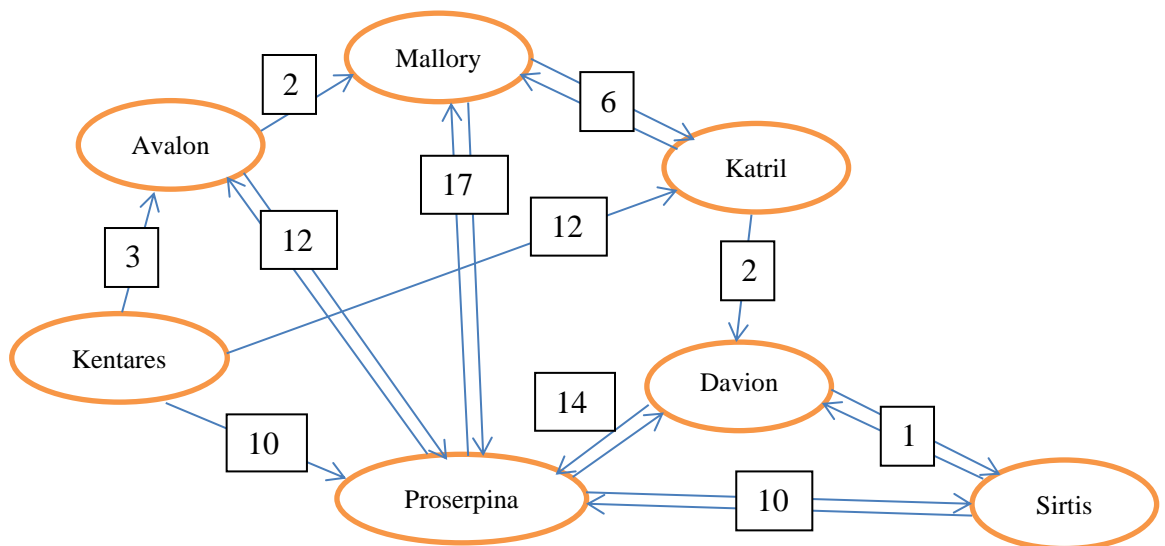 Mallory
2
6
Avalon
Katril
17
12
12
3
2
Kentares
Davion
14
10
1
Proserpina
10
Sirtis